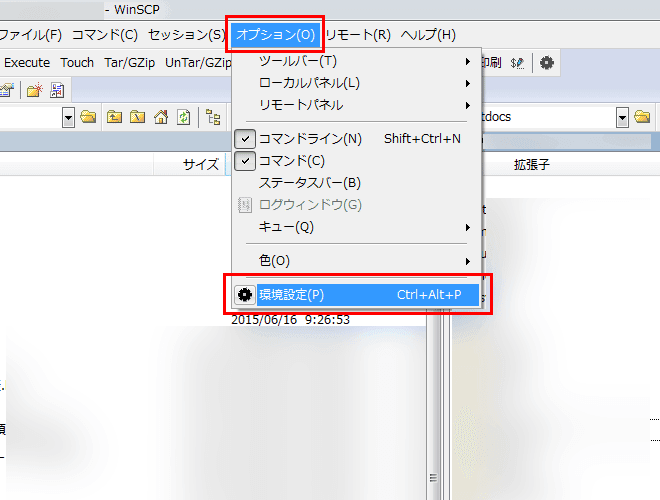 - WinSCP
ファイル(F) コマンド(C) セッション(S) オプション(O) リモート(R) ヘルプ(H)
Execute Touch Tar/GZip UnTar/GZip 印刷
ツールバー(T)
ローカルパネル(L)
リモートパネル
tdocs
コマンドライン(N) Shift+Ctrl+N
コマンド(C)
サイズ 拡張子
ステータスバー(B)
ログウィンドウ(G)
キュー(Q)
色(O)
環境設定(P) Ctrl+Alt+P
2015/06/16 9:26:53